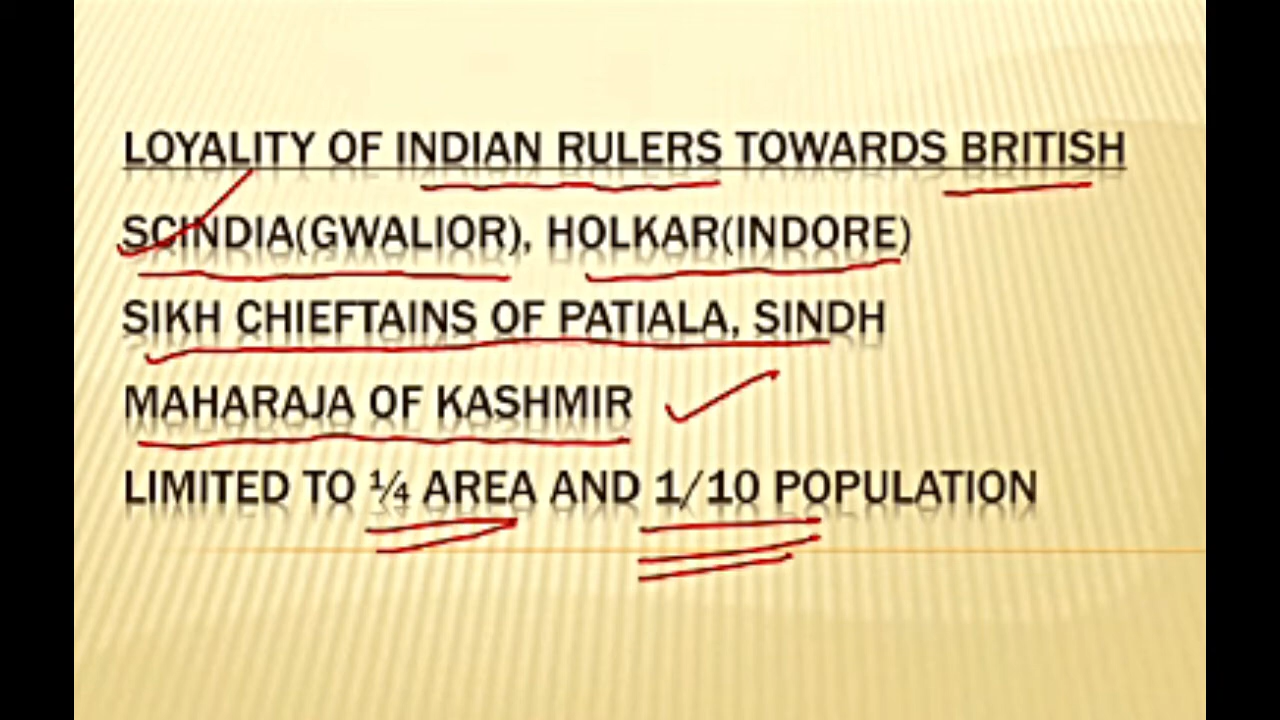 LOYALITY OF INDIAN RULERS TOWARDS BRITISH
SCINDIA(GWALIOR), HOLKAR(INDORE)
SIKH CHIEFTAINS OF PATIALA, SINDH
MAHARAJA OF KASHMIR
LIMITED TO ¼ AREA AND 1/10 POPULATION